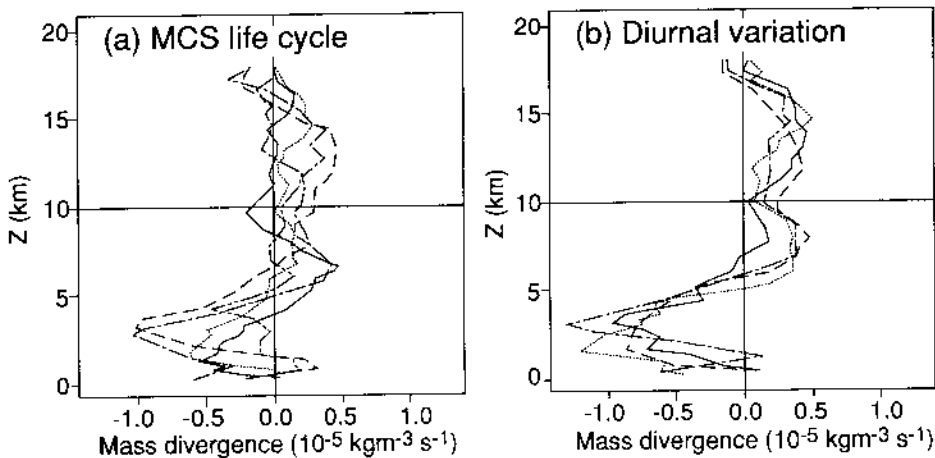 (a) MCS life cycle
20
15
10
5
0
Z (km)
-1.0 -0.5 0.0 0.5 1.0
Mass divergence (10⁻⁵ kgm⁻³ s⁻¹)
(b) Diurnal variation
20
15
10
5
0
Z (km)
-1.0 -0.5 0.0 0.5 1.0
Mass divergence (10⁻⁵ kgm⁻³ s⁻¹)